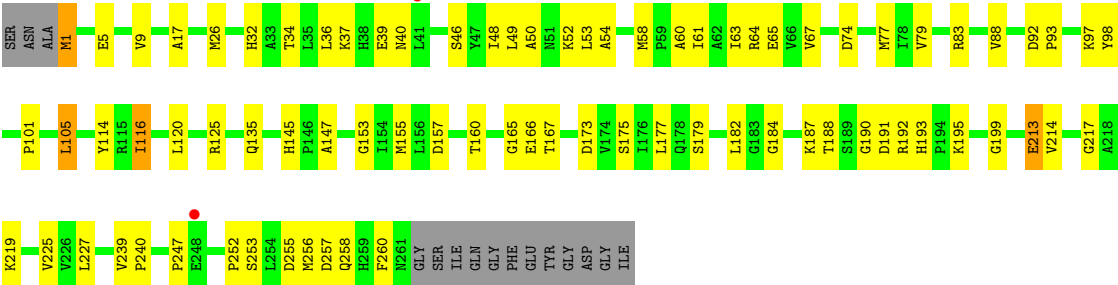 SER ASN ALA M1 E5 V9 A17 M26 H32 A33 T34 L35 L36 K37 H38 E39 N40 L41 S46 Y47 I48 L49 A50 N51 K52 L53 A54 M58 P59 A60 I61 A62 I63 R64 E65 V66 V67 D74 M77 I78 V79 R83 V88 D92 P93 K97 Y98
P101 L105 Y114 R115 I116 L120 R125 Q135 H145 P146 A147 G153 I154 M155 L156 D157 T160 G165 E166 T167 D173 V174 S175 I176 L177 Q178 S179 L182 G183 G184 K187 T188 S189 G190 D191 R192 H193 P194 K195 G199 E213 V214 G217 A218
K219 V225 V226 L227 V239 P240 P247 E248 P252 S253 L254 D255 M256 D257 Q258 H259 F260 N261 GLY SER ILE GLN GLY PHE GLU TYR GLY ASP GLY ILE